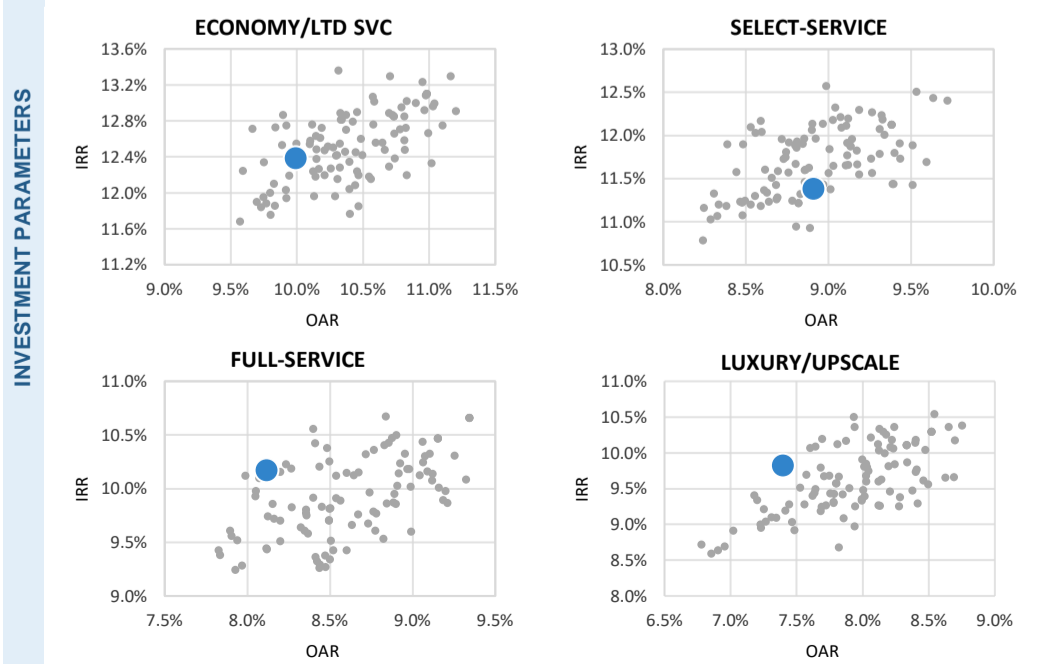 INVESTMENT PARAMETERS
ECONOMY/LTD SVC
13.6%
13.2%
12.8%
12.4%
12.0%
11.6%
11.2%
IRR
9.0% 9.5% 10.0% 10.5% 11.0% 11.5%
OAR
SELECT-SERVICE
13.0%
12.5%
12.0%
11.5%
11.0%
10.5%
IRR
8.0% 8.5% 9.0% 9.5% 10.0%
OAR
FULL-SERVICE
11.0%
10.5%
10.0%
9.5%
9.0%
IRR
7.5% 8.0% 8.5% 9.0% 9.5%
OAR
LUXURY/UPSCALE
11.0%
10.5%
10.0%
9.5%
9.0%
8.5%
8.0%
IRR
6.5% 7.0% 7.5% 8.0% 8.5% 9.0%
OAR